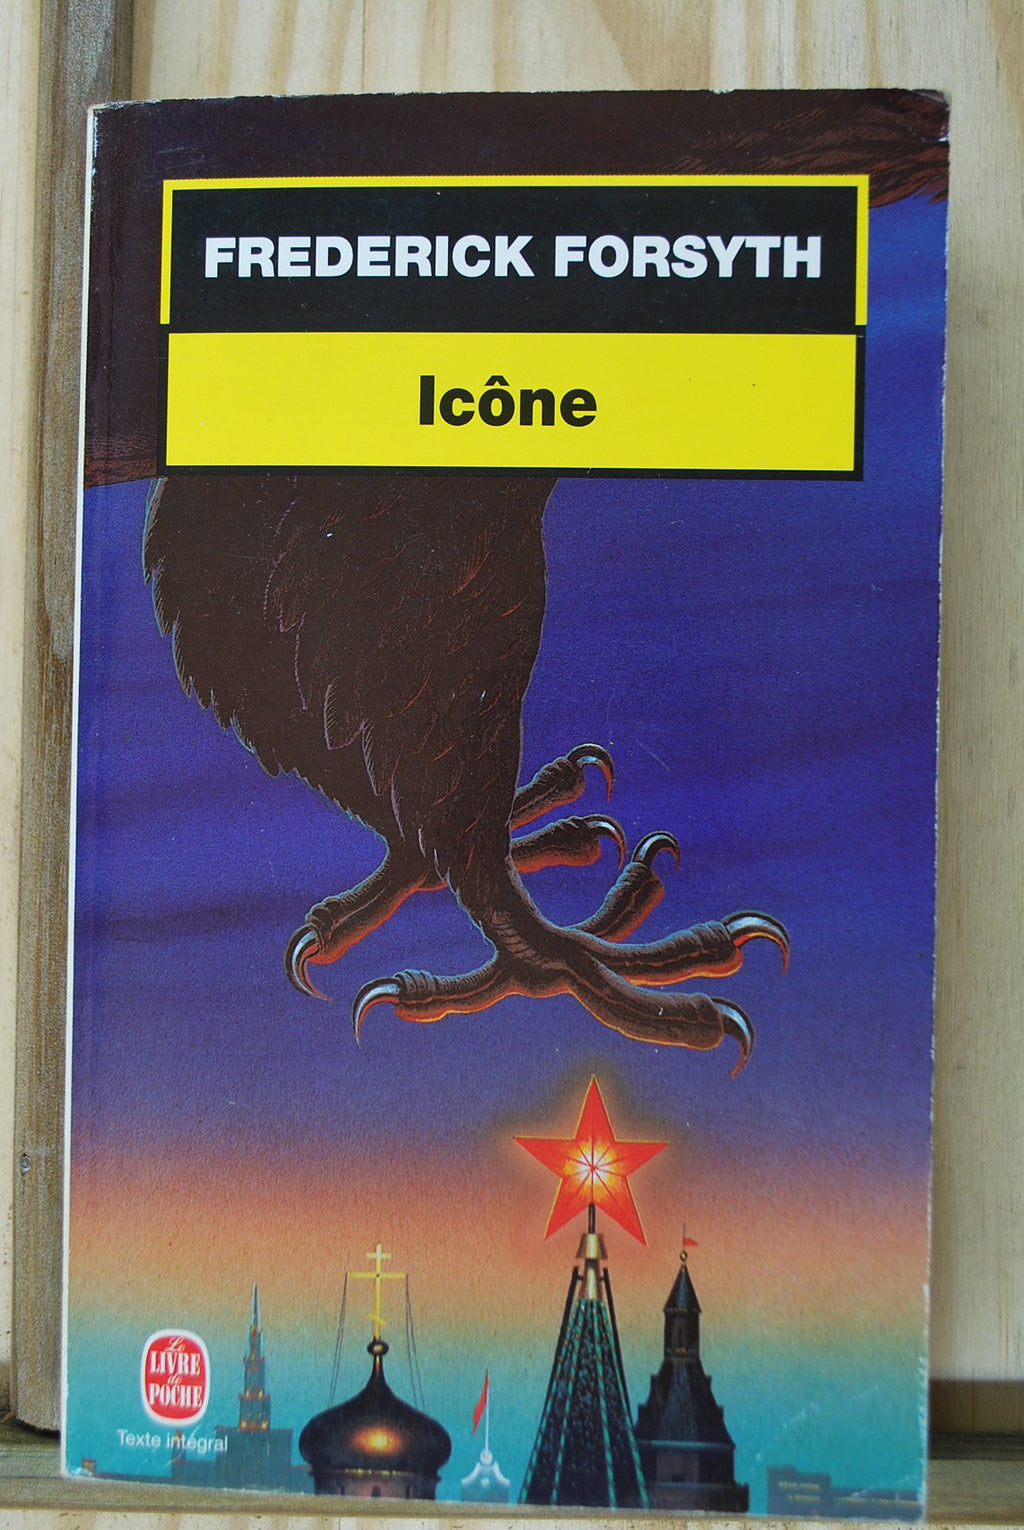 FREDERICK FORSYTH
Icône
Le
LIVRE
de
POCHE
Texte intégral